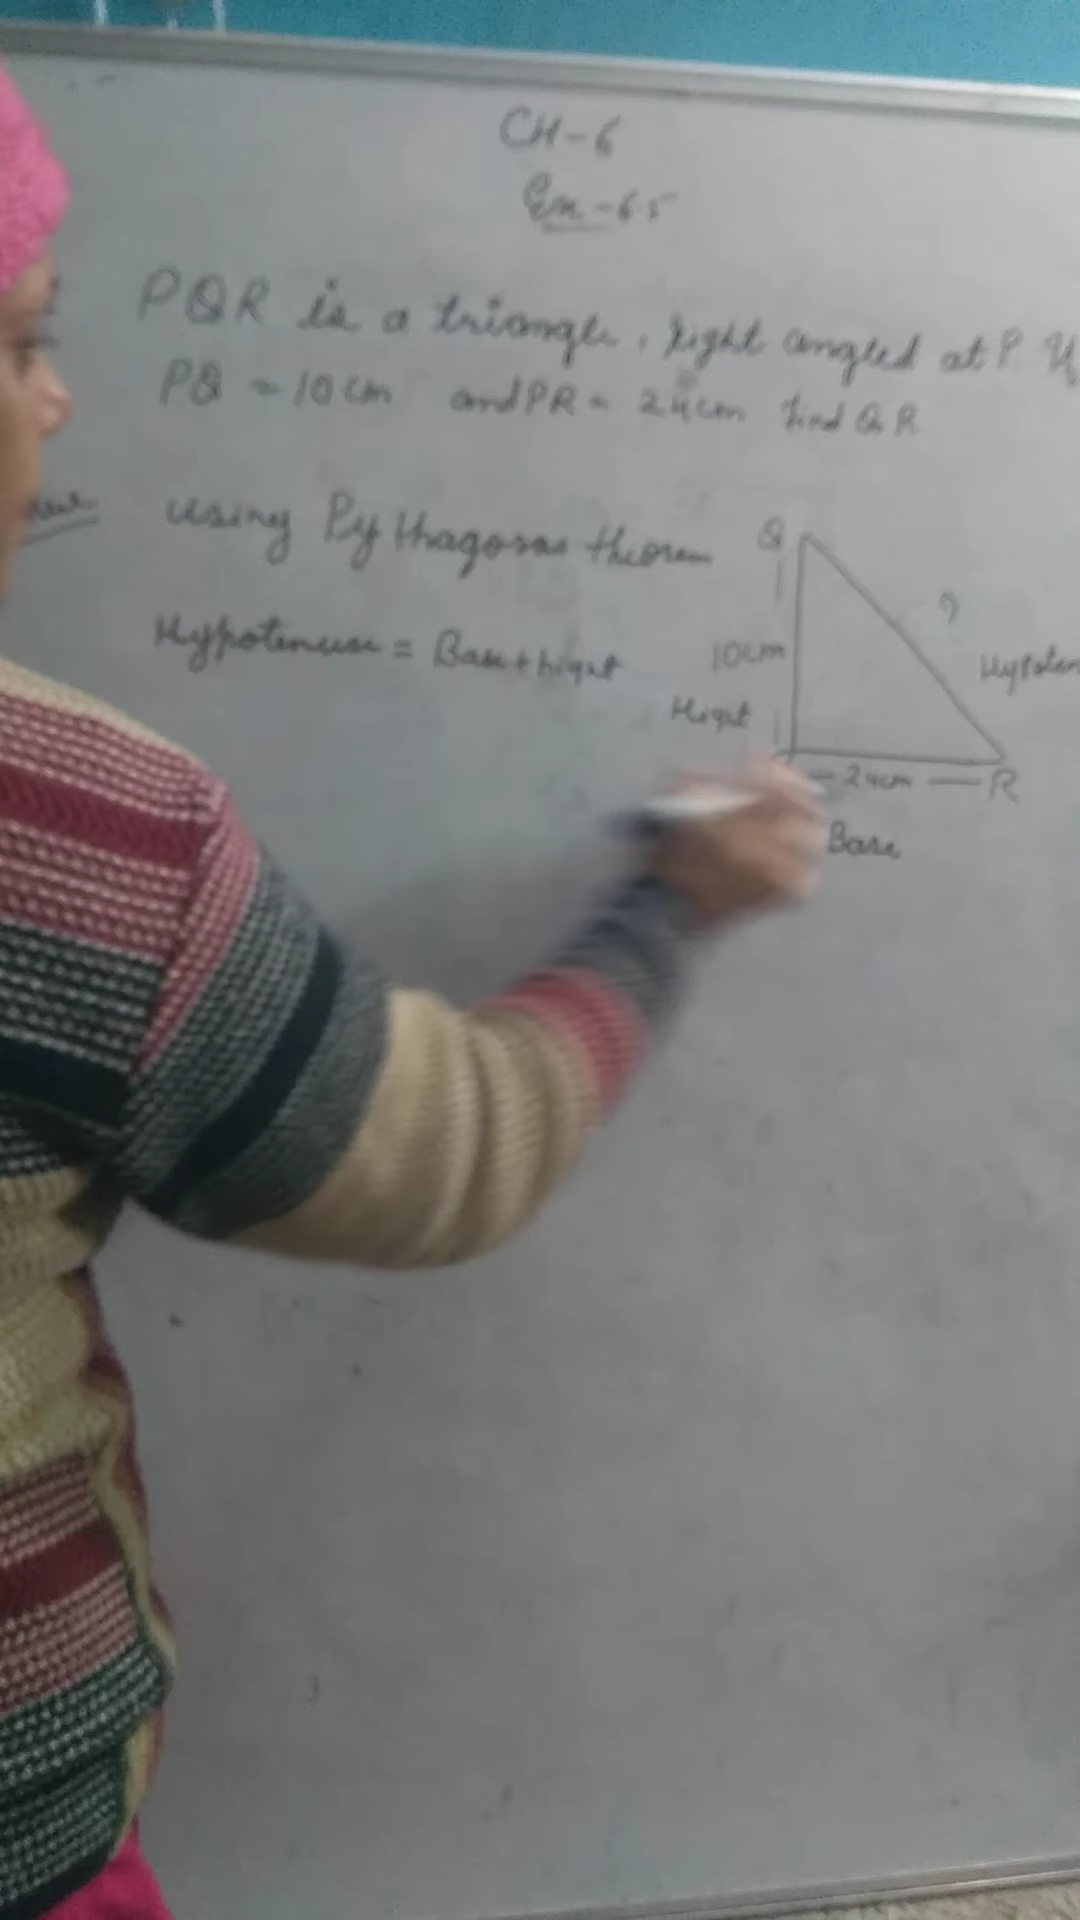 CH-6
Ex-6.5
PQR is a triangle, right angled at P. If
PQ = 10 cm and PR = 24 cm find QR
using Pythagoras theorem
Hypotenuse = Base + hight
Q
?
10cm
Hight
24cm R
Base